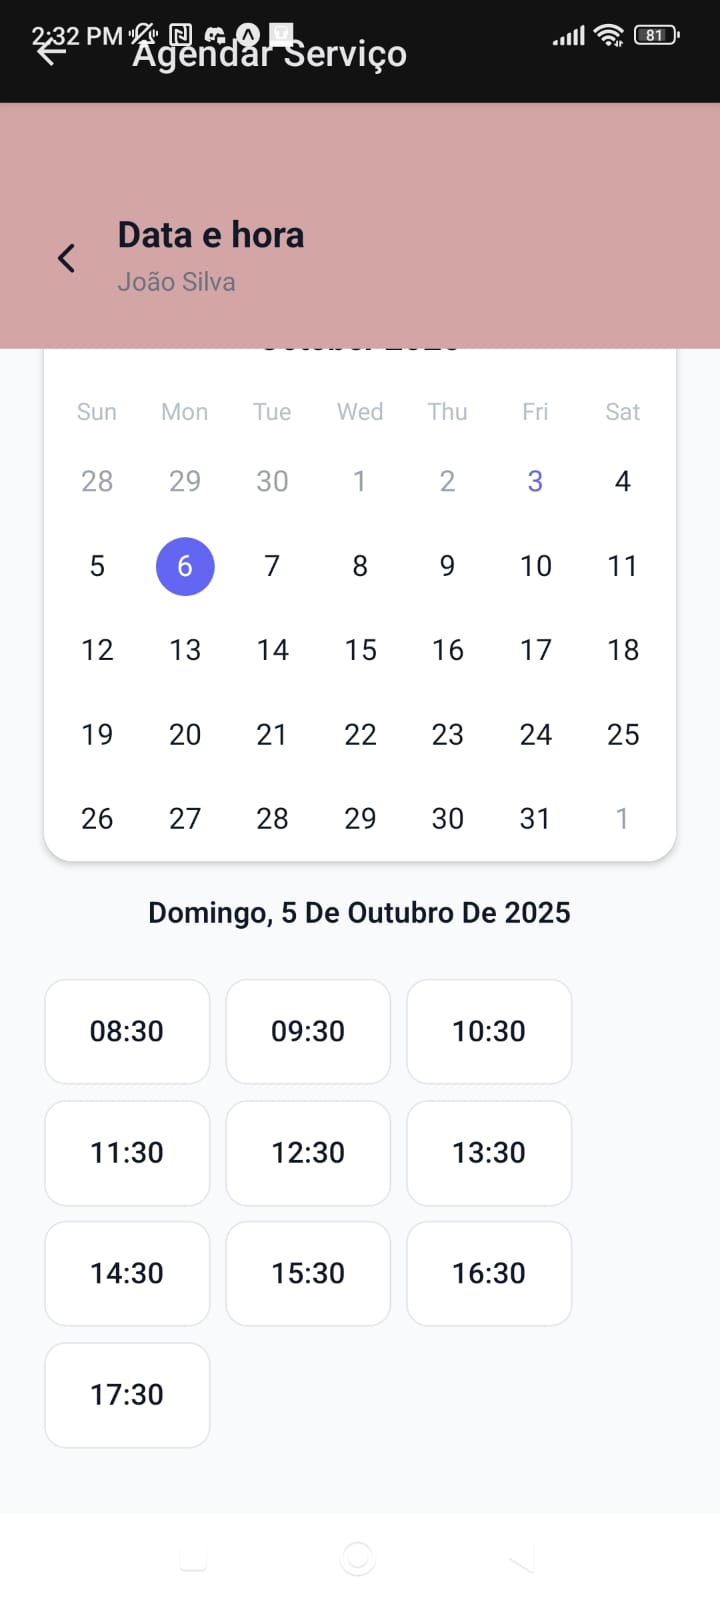 2:32 PM 81
Agendar Serviço
Data e hora
João Silva
Sun Mon Tue Wed Thu Fri Sat
28 29 30 1 2 3 4
5 6 7 8 9 10 11
12 13 14 15 16 17 18
19 20 21 22 23 24 25
26 27 28 29 30 31 1
Domingo, 5 De Outubro De 2025
08:30 09:30 10:30
11:30 12:30 13:30
14:30 15:30 16:30
17:30